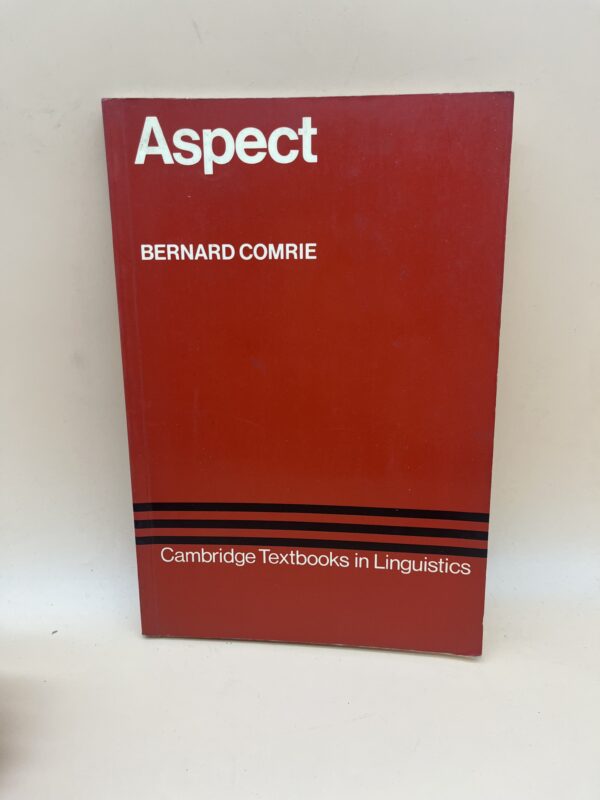 Aspect
BERNARD COMRIE
Cambridge Textbooks in Linguistics